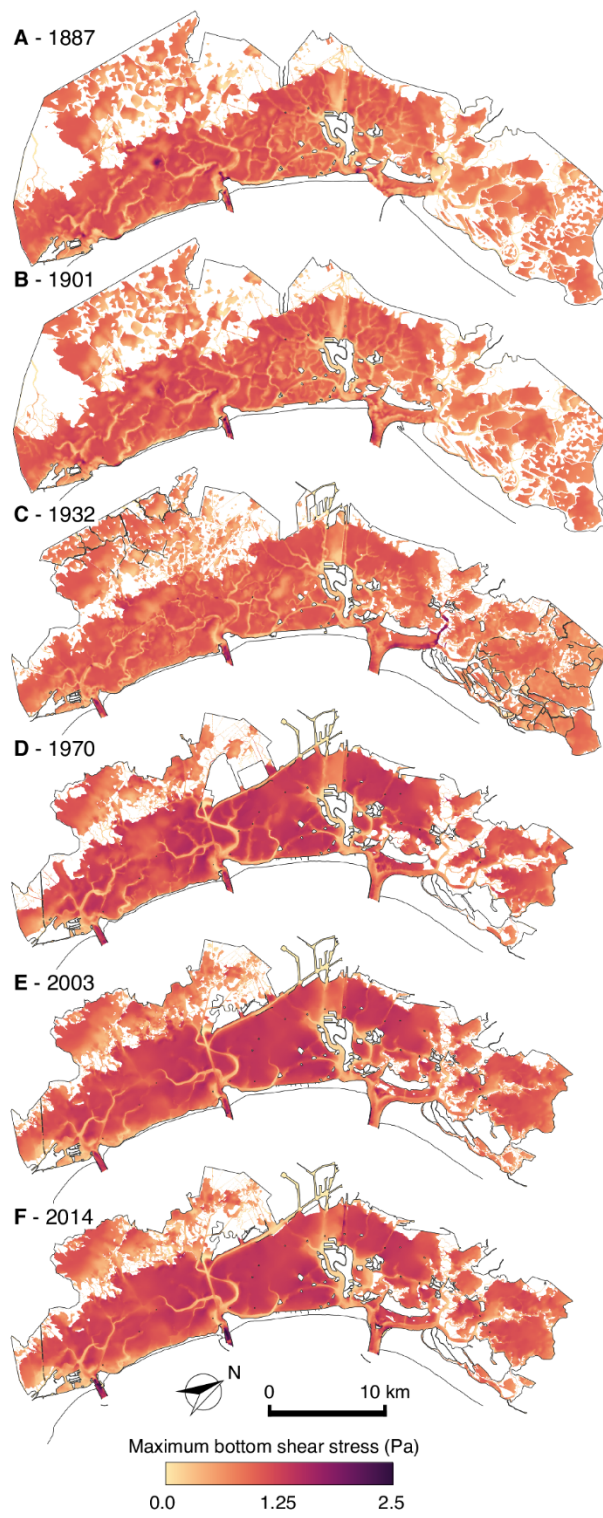 A - 1887
B - 1901
C - 1932
D - 1970
E - 2003
F - 2014
N
0 10 km
Maximum bottom shear stress (Pa)
0.0 1.25 2.5